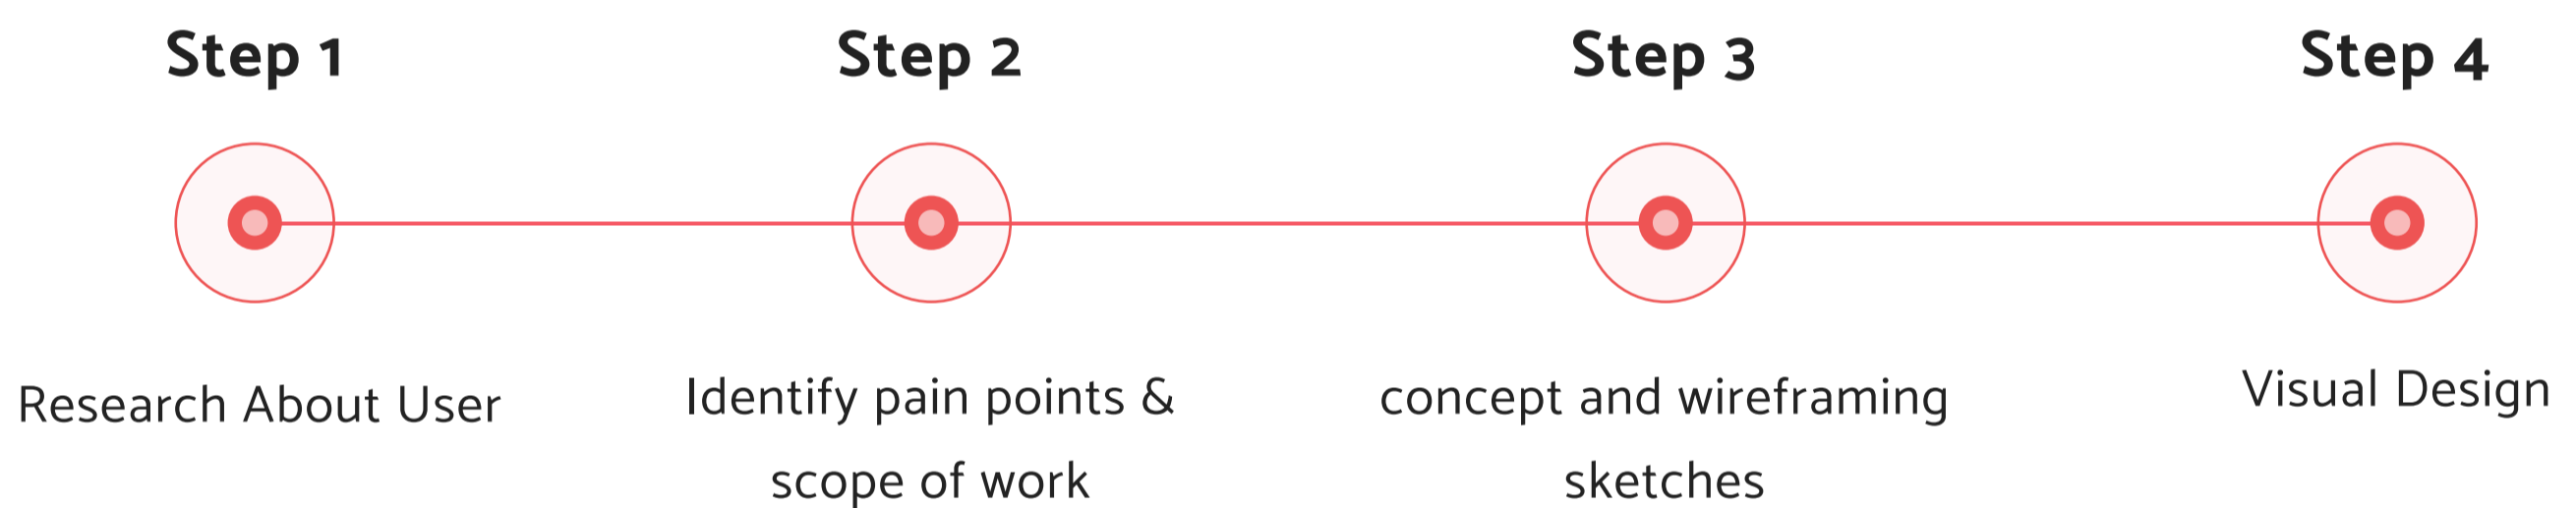 Step 1
Step 2
Step 3
Step 4
Research About User
Identify pain points &
scope of work
concept and wireframing
sketches
Visual Design